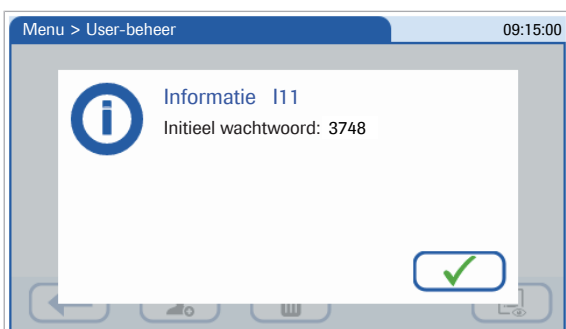 Menu > User-beheer 09:15:00
Informatie I11
Initieel wachtwoord: 3748